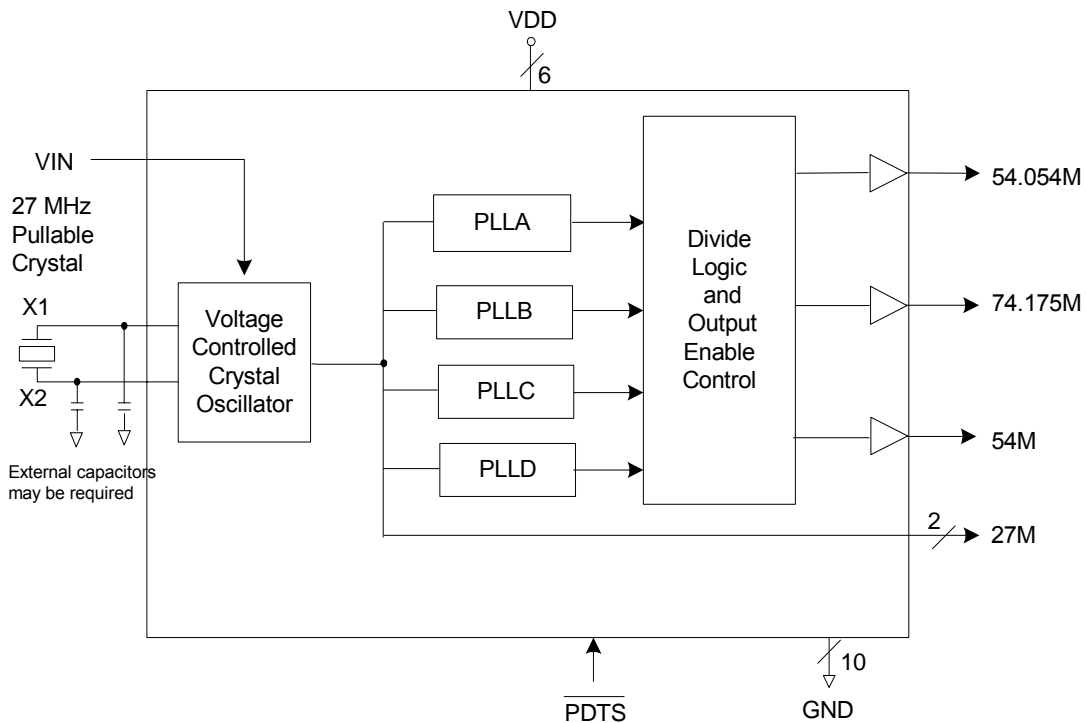 VDD
6
VIN
27 MHz
Pullable
Crystal
X1
X2
External capacitors
may be required
Voltage
Controlled
Crystal
Oscillator
PLLA
PLLB
PLLC
PLLD
Divide
Logic
and
Output
Enable
Control
54.054M
74.175M
54M
2
27M
PDTS
10
GND